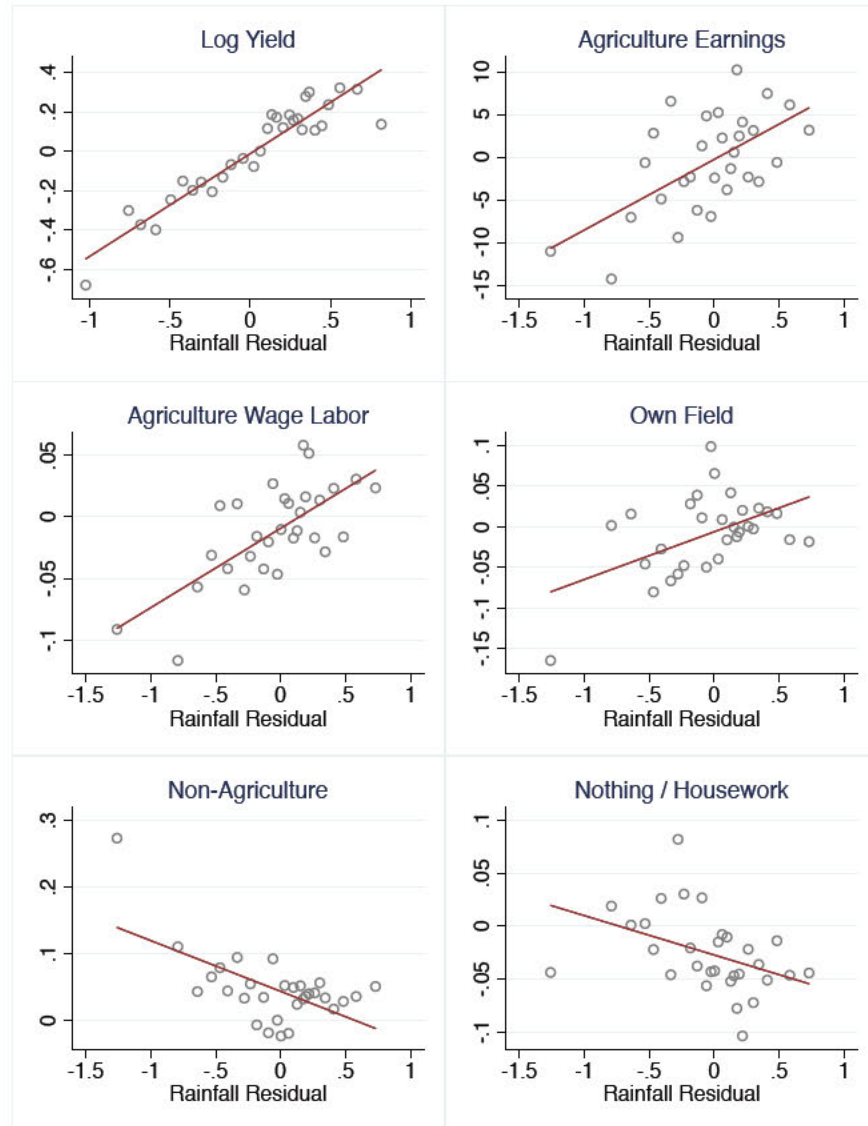 Log Yield
.4
.2
0
-.2
-.4
-.6
-1 -.5 0 .5 1
Rainfall Residual
Agriculture Earnings
10
5
0
-5
-10
-15
-1.5 -1 -.5 0 .5 1
Rainfall Residual
Agriculture Wage Labor
.05
0
-.05
-.1
-1.5 -1 -.5 0 .5 1
Rainfall Residual
Own Field
.1
.05
0
-.05
-.1
-.15
-1.5 -1 -.5 0 .5 1
Rainfall Residual
Non-Agriculture
.3
.2
.1
0
-1.5 -1 -.5 0 .5 1
Rainfall Residual
Nothing / Housework
.1
.05
0
-.05
-.1
-1.5 -1 -.5 0 .5 1
Rainfall Residual